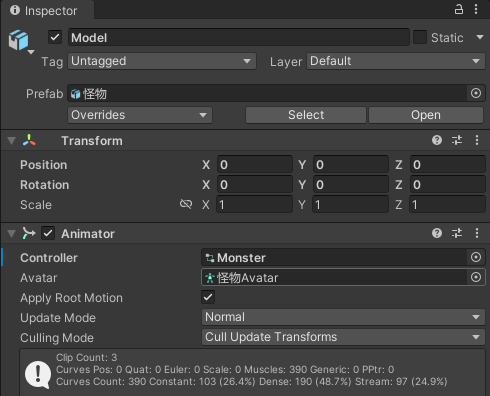 Inspector
Model
Static
Tag Untagged Layer Default
Prefab 怪物
Overrides Select Open
Transform
Position X 0 Y 0 Z 0
Rotation X 0 Y 0 Z 0
Scale X 1 Y 1 Z 1
Animator
Controller Monster
Avatar 怪物Avatar
Apply Root Motion
Update Mode Normal
Culling Mode Cull Update Transforms
Clip Count: 3
Curves Pos: 0 Quat: 0 Euler: 0 Scale: 0 Muscles: 390 Generic: 0 PPtr: 0
Curves Count: 390 Constant: 103 (26.4%) Dense: 190 (48.7%) Stream: 97 (24.9%)